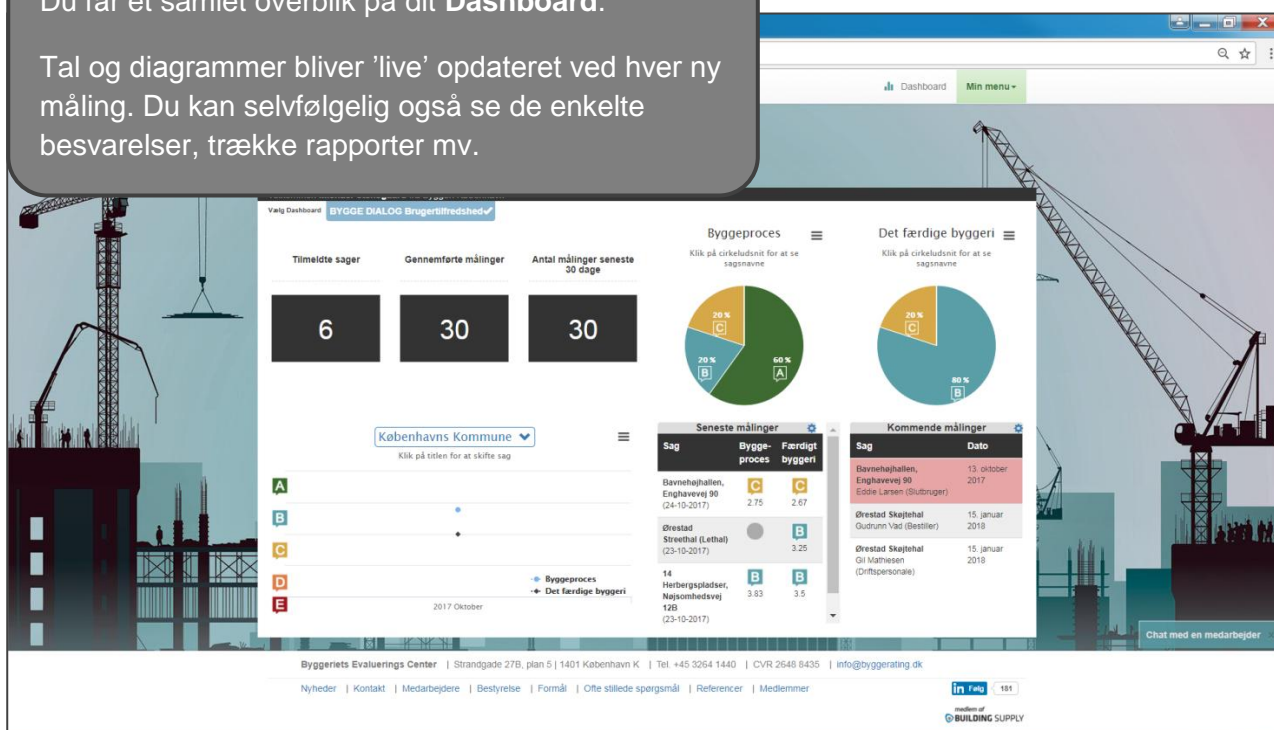 Du får et samlet overblik på dit Dashboard.
Tal og diagrammer bliver 'live' opdateret ved hver ny
måling. Du kan selvfølgelig også se de enkelte
besvarelser, trække rapporter mv.
Dashboard
Min menu
Vælg Dashboard
BYGGE DIALOG Brugertilfredshed
Tilmeldte sager
Gennemførte målinger
Antal målinger seneste
30 dage
6
30
30
Byggeproces
Klik på cirkeludsnit for at se
sagsnavne
20 %
C
20 %
B
60 %
A
Det færdige byggeri
Klik på cirkeludsnit for at se
sagsnavne
20 %
C
80 %
B
Københavns Kommune
Klik på titlen for at skifte sag
A
B
C
D
E
Byggeproces
Det færdige byggeri
2017 Oktober
Seneste målinger
Sag
Bygge-
proces
Færdigt
byggeri
Bavnehøjhallen,
Enghavevej 90
(24-10-2017)
C
2.75
C
2.67
Ørestad
Streethal (Lethal)
(23-10-2017)
B
3.25
14
Herbergspladser,
Nøjsomhedsvej
12B
(23-10-2017)
B
3.83
B
3.5
Kommende målinger
Sag
Dato
Bavnehøjhallen,
Enghavevej 90
Eddie Larsen (Slutbruger)
13. oktober
2017
Ørestad Skøjtehal
Gudrunn Vad (Bestiller)
15. januar
2018
Ørestad Skøjtehal
Gil Mathiesen
(Driftspersonale)
15. januar
2018
Chat med en medarbejder
Byggeriets Evaluerings Center | Strandgade 27B, plan 5 | 1401 København K | Tel. +45 3264 1440 | CVR 2646 8435 | info@byggerating.dk
Nyheder | Kontakt | Medarbejdere | Bestyrelse | Formål | Ofte stillede spørgsmål | Referencer | Medlemmer
in Følg 181
medlem af
BUILDING SUPPLY